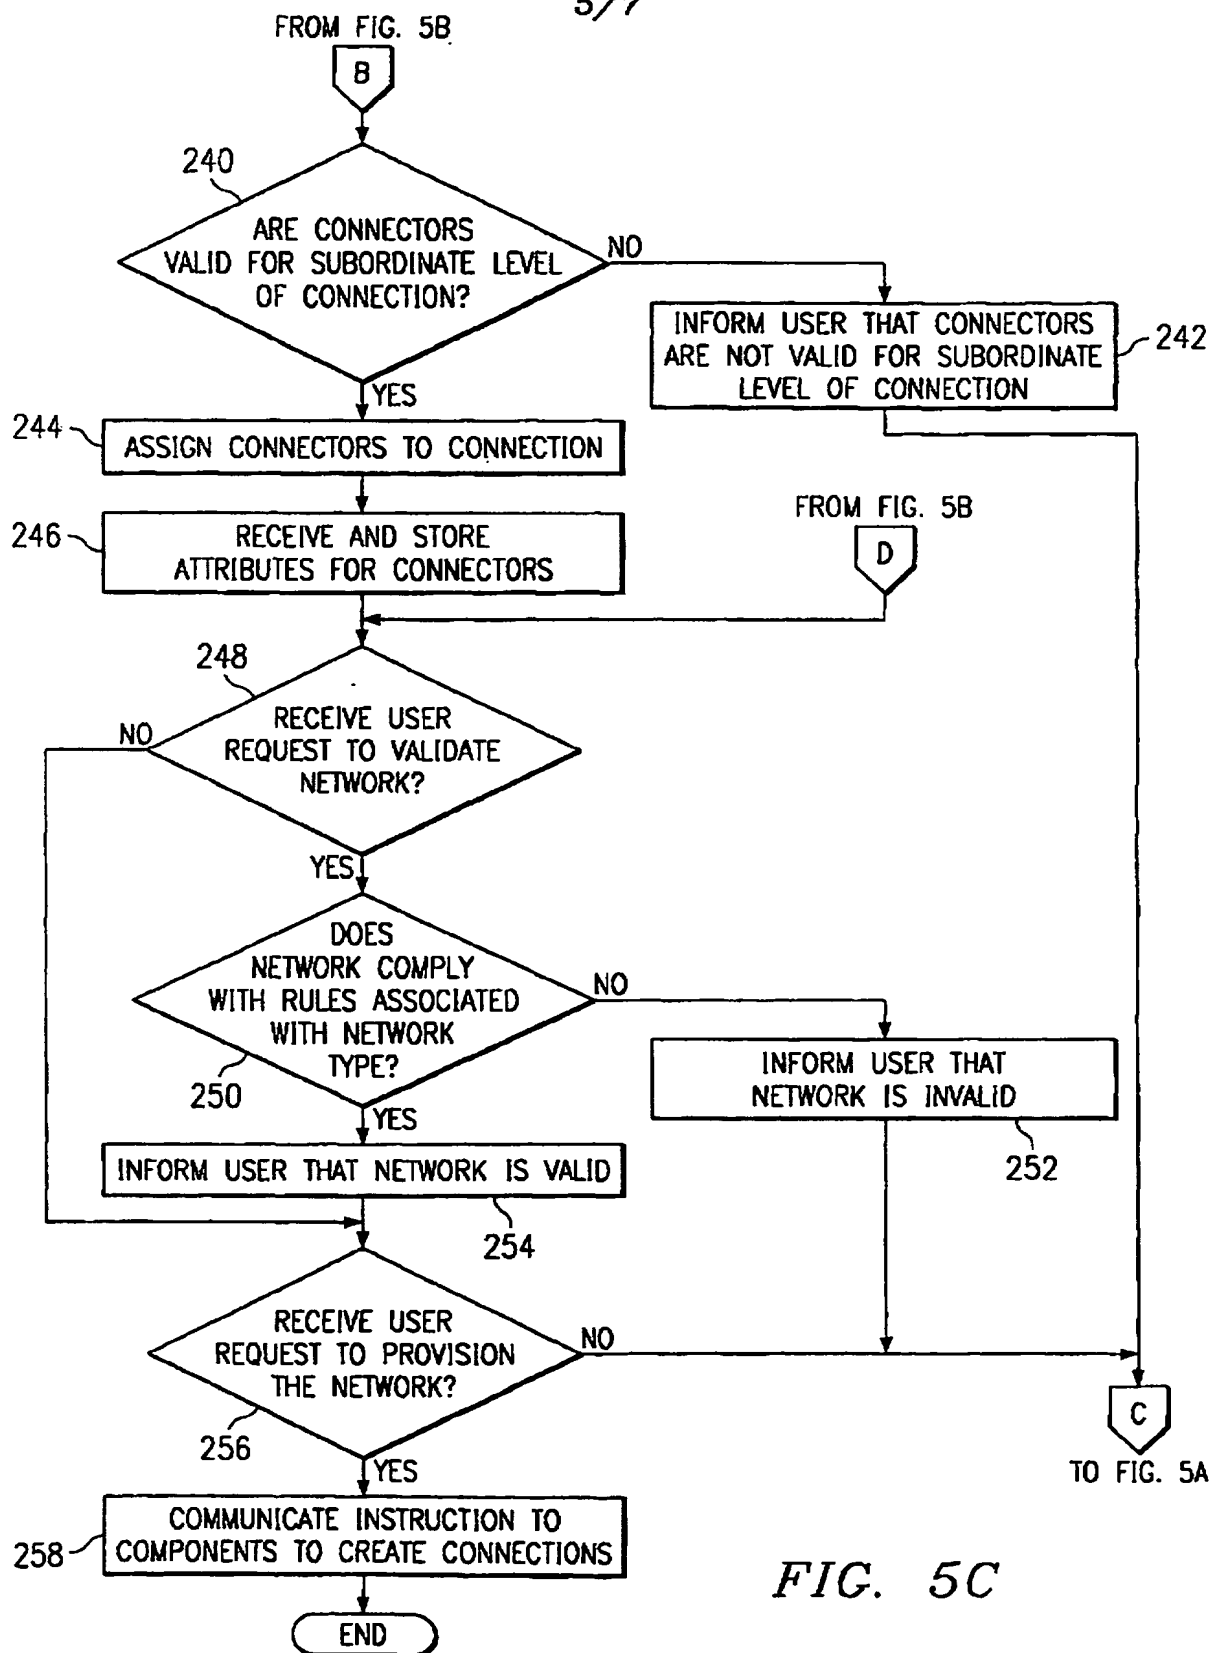 5/7
FROM FIG. 5B
B
240
ARE CONNECTORS
VALID FOR SUBORDINATE LEVEL
OF CONNECTION?
NO
INFORM USER THAT CONNECTORS
ARE NOT VALID FOR SUBORDINATE
LEVEL OF CONNECTION
242
YES
244
ASSIGN CONNECTORS TO CONNECTION
246
RECEIVE AND STORE
ATTRIBUTES FOR CONNECTORS
FROM FIG. 5B
D
248
NO
RECEIVE USER
REQUEST TO VALIDATE
NETWORK?
YES
DOES
NETWORK COMPLY
WITH RULES ASSOCIATED
WITH NETWORK
TYPE?
250
NO
INFORM USER THAT
NETWORK IS INVALID
252
YES
INFORM USER THAT NETWORK IS VALID
254
RECEIVE USER
REQUEST TO PROVISION
THE NETWORK?
256
NO
C
TO FIG. 5A
YES
258
COMMUNICATE INSTRUCTION TO
COMPONENTS TO CREATE CONNECTIONS
END
FIG. 5C